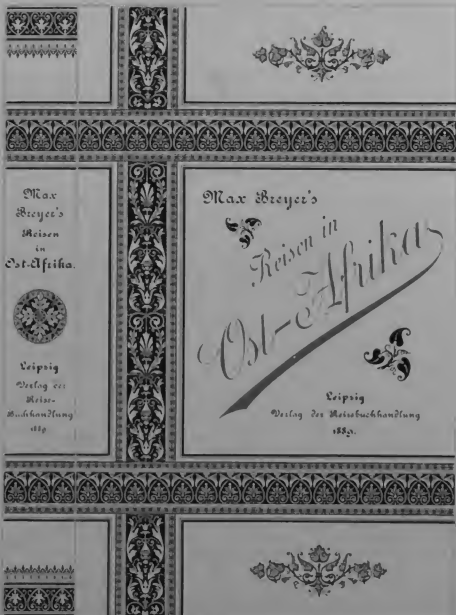 Max
Breyer's
Reisen
in
Ost-Afrika.
Leipzig
Verlag der
Reise-
Buchhandlung
Max Breyer's
Reisen in
Ost-Afrika
Leipzig
Verlag der Reisebuchhandlung